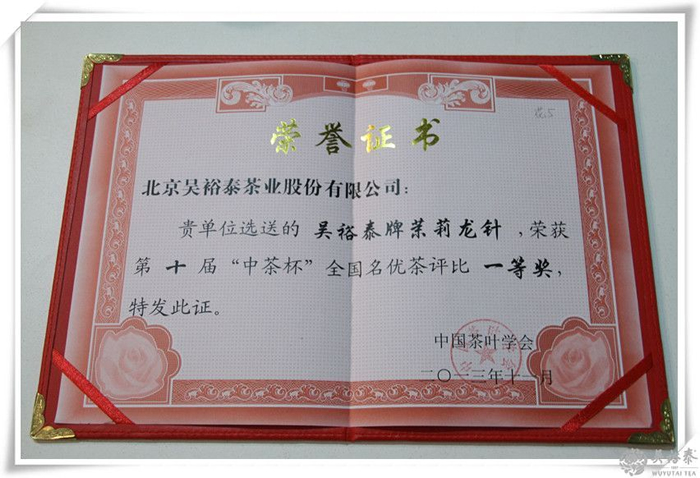 荣誉证书
北京吴裕泰茶业股份有限公司：
贵单位选送的 吴裕泰牌茉莉龙针，荣获
第 十 届“中茶杯”全国名优茶评比 一等奖，
特发此证。
中国茶叶学会
二〇一三年十一月
吴裕泰
WUYUTAI TEA